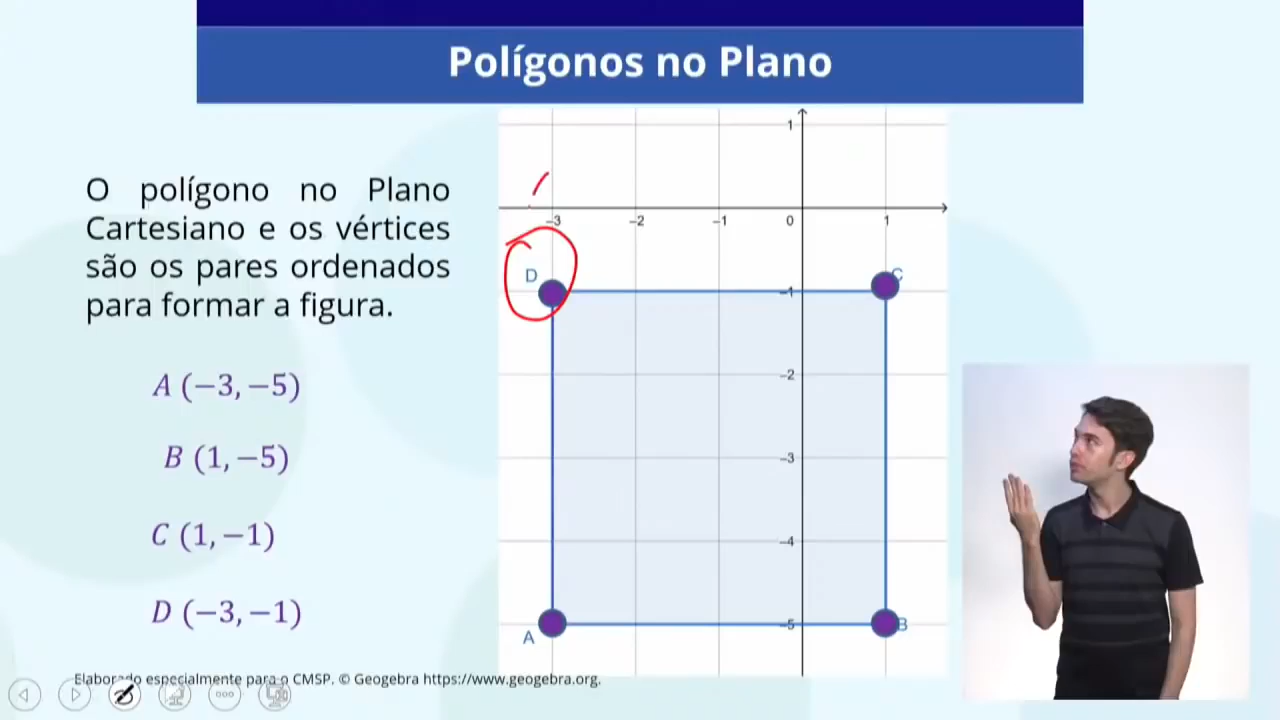 Polígonos no Plano
O polígono no Plano
Cartesiano e os vértices
são os pares ordenados
para formar a figura.
A (−3, −5)
B (1, −5)
C (1, −1)
D (−3, −1)
1
−3 −2 −1 0 1
D C
−1
−2
−3
−4
−5
A B
Elaborado especialmente para o CMSP. © Geogebra https://www.geogebra.org.